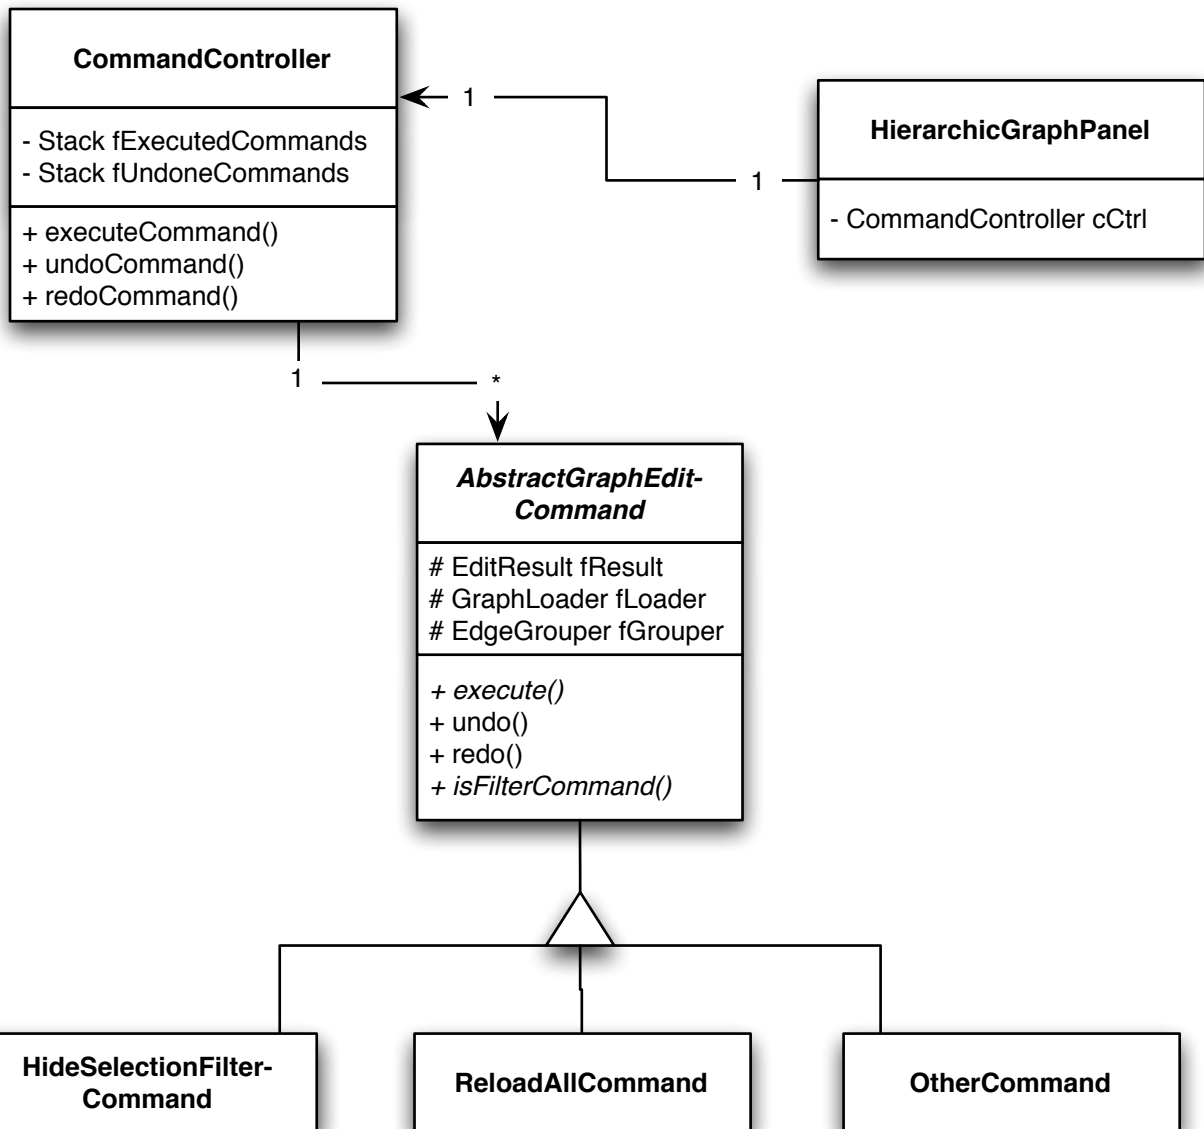 CommandController
- Stack fExecutedCommands
- Stack fUndoneCommands
+ executeCommand()
+ undoCommand()
+ redoCommand()
1
1
HierarchicGraphPanel
- CommandController cCtrl
1
*
AbstractGraphEdit-
Command
# EditResult fResult
# GraphLoader fLoader
# EdgeGrouper fGrouper
+ execute()
+ undo()
+ redo()
+ isFilterCommand()
HideSelectionFilter-
Command
ReloadAllCommand
OtherCommand